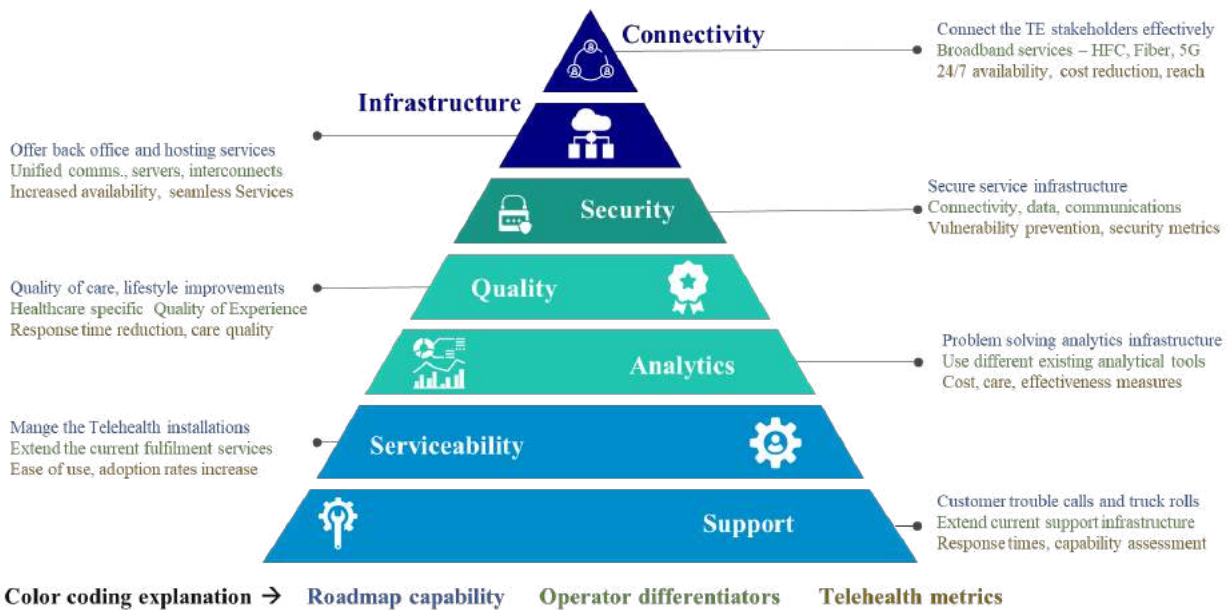 Connectivity
Connect the TE stakeholders effectively
Broadband services – HFC, Fiber, 5G
24/7 availability, cost reduction, reach
Infrastructure
Offer back office and hosting services
Unified comms., servers, interconnects
Increased availability, seamless Services
Security
Secure service infrastructure
Connectivity, data, communications
Vulnerability prevention, security metrics
Quality of care, lifestyle improvements
Healthcare specific Quality of Experience
Response time reduction, care quality
Quality
Analytics
Problem solving analytics infrastructure
Use different existing analytical tools
Cost, care, effectiveness measures
Mange the Telehealth installations
Extend the current fulfilment services
Ease of use, adoption rates increase
Serviceability
Support
Customer trouble calls and truck rolls
Extend current support infrastructure
Response times, capability assessment
Color coding explanation → Roadmap capability Operator differentiators Telehealth metrics